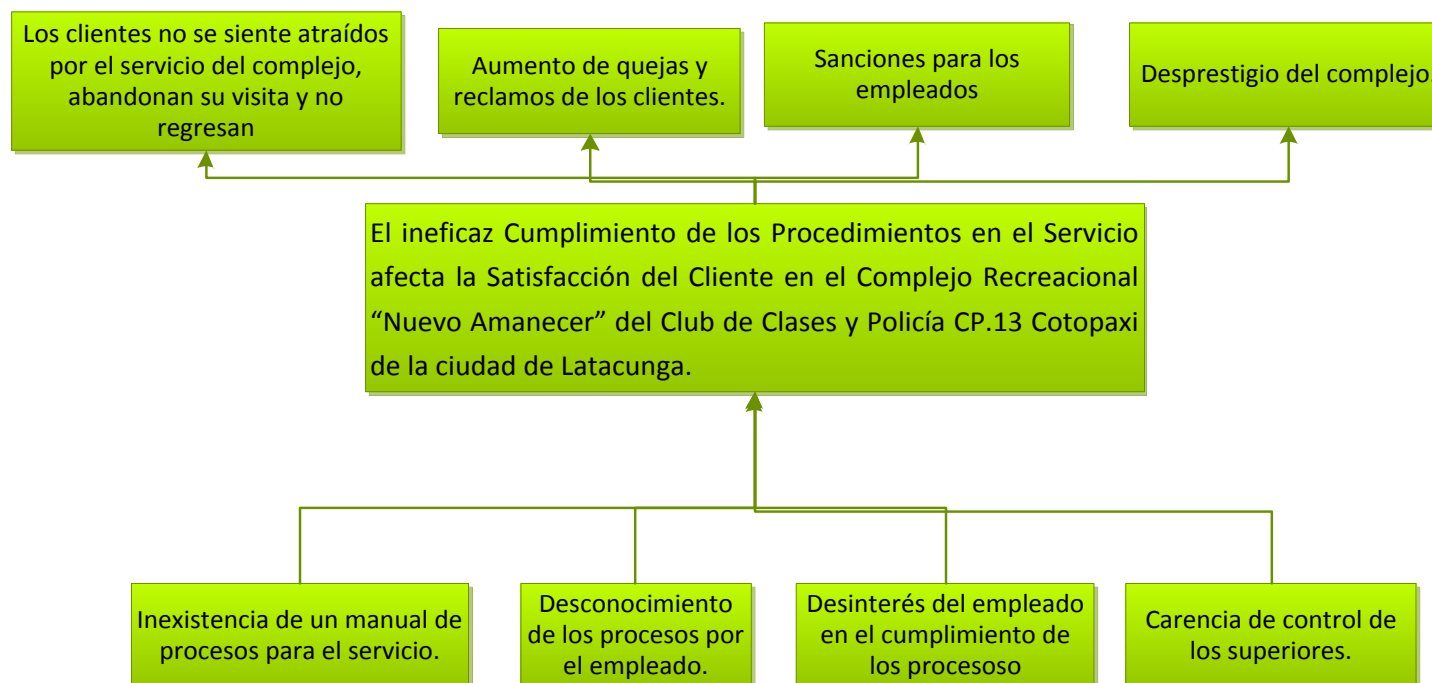 Los clientes no se siente atraídos
por el servicio del complejo,
abandonan su visita y no
regresan
Aumento de quejas y
reclamos de los clientes.
Sanciones para los
empleados
Desprestigio del complejo.
El ineficaz Cumplimiento de los Procedimientos en el Servicio
afecta la Satisfacción del Cliente en el Complejo Recreacional
“Nuevo Amanecer” del Club de Clases y Policía CP.13 Cotopaxi
de la ciudad de Latacunga.
Inexistencia de un manual de
procesos para el servicio.
Desconocimiento
de los procesos por
el empleado.
Desinterés del empleado
en el cumplimiento de
los procesoso
Carencia de control de
los superiores.